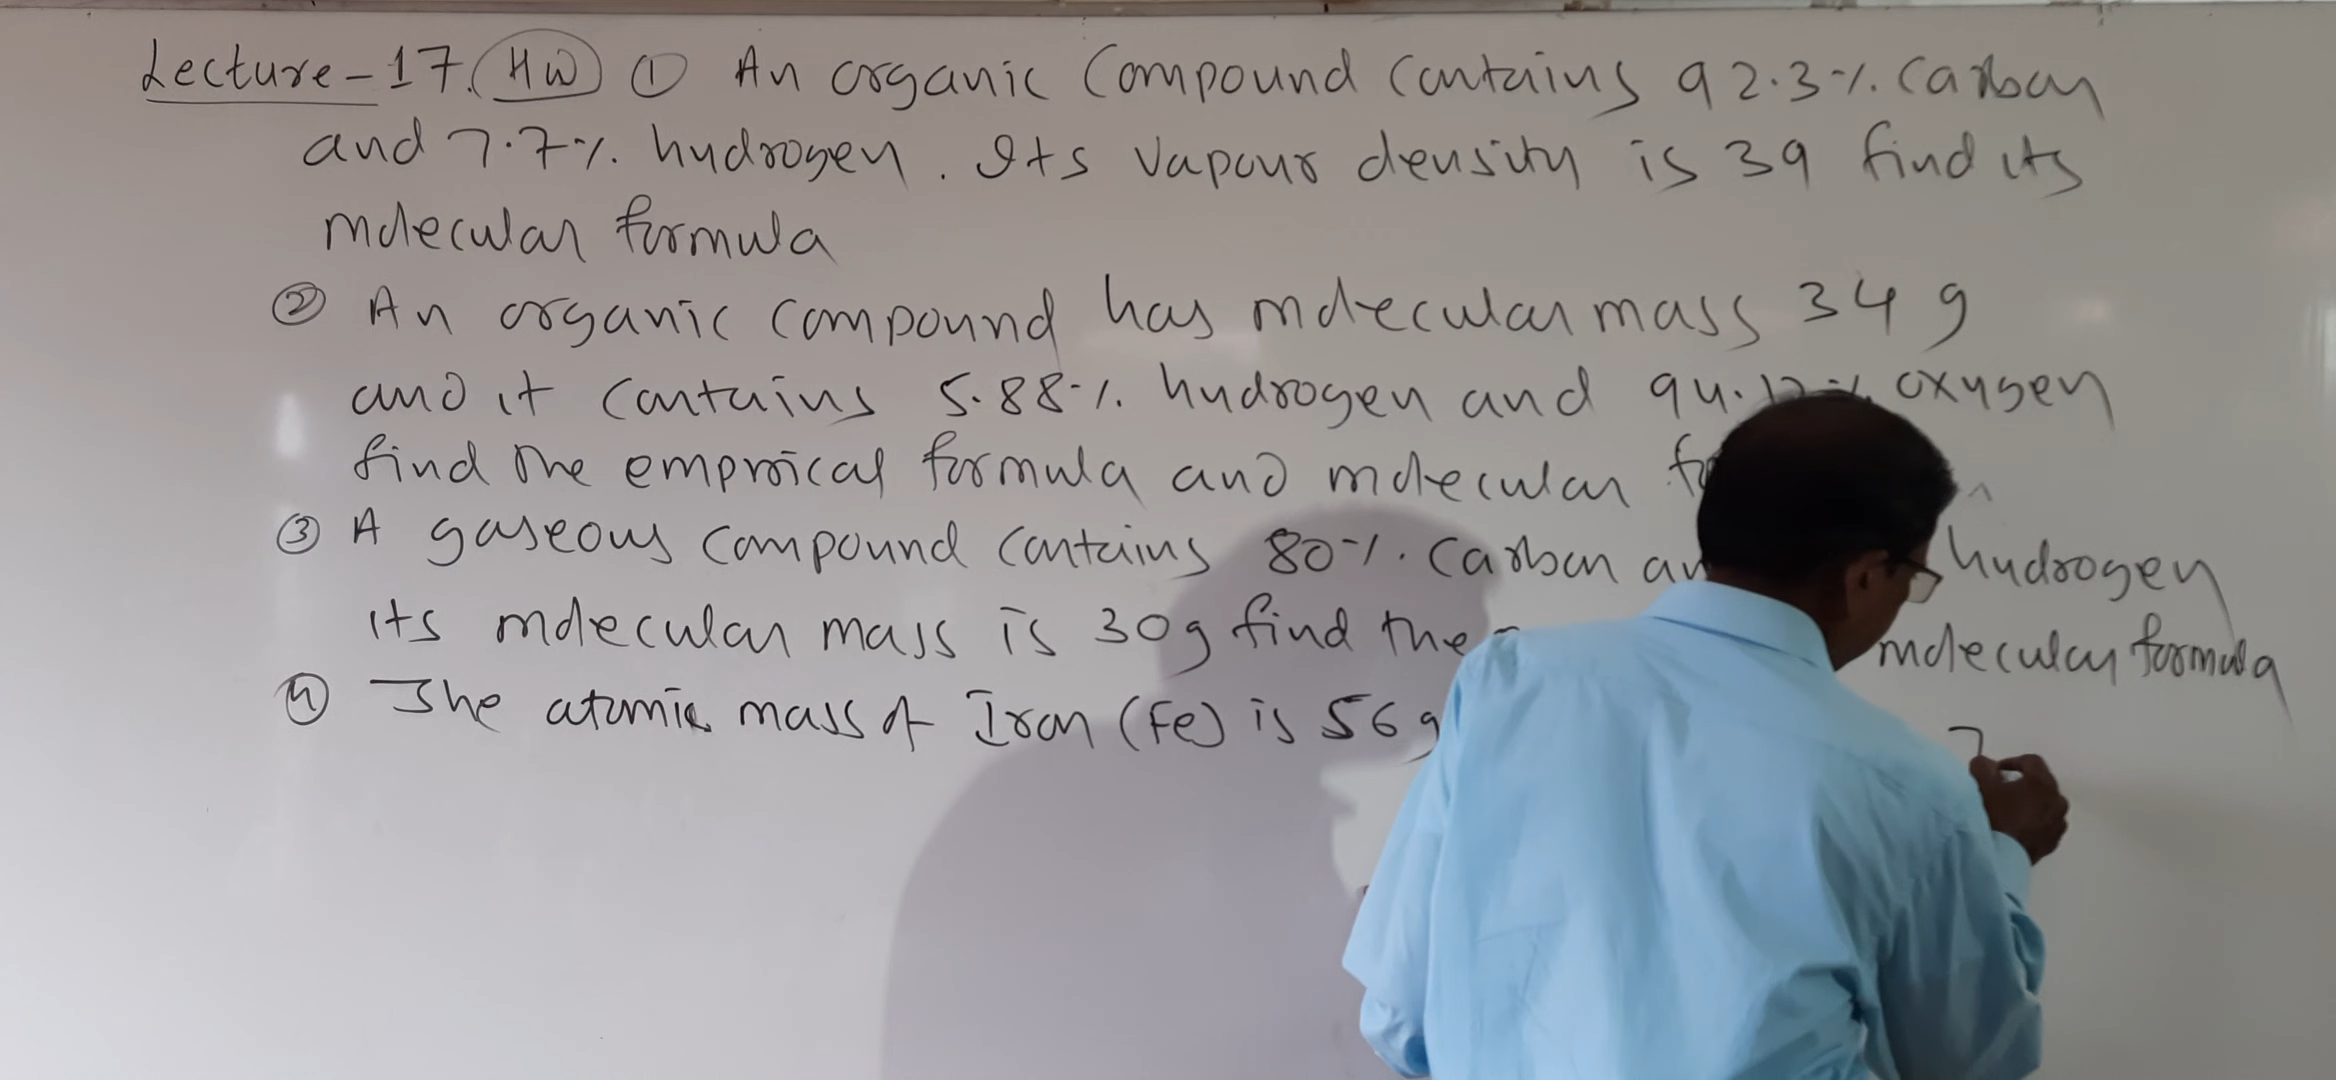 Lecture-17. HW ① An organic Compound contains 92.3%. Carbon
and 7.7%. hydrogen. Its vapour density is 39 find its
molecular formula
② An organic compound has molecular mass 34 g
and it contains 5.88%. hydrogen and 94.12%. oxygen
find the emprical formula and molecular
③ A gaseous compound contains 80%. Carbon hydrogen
its molecular mass is 30g find the molecular formula
④ The atomic mass of Iron (Fe) is 56 g